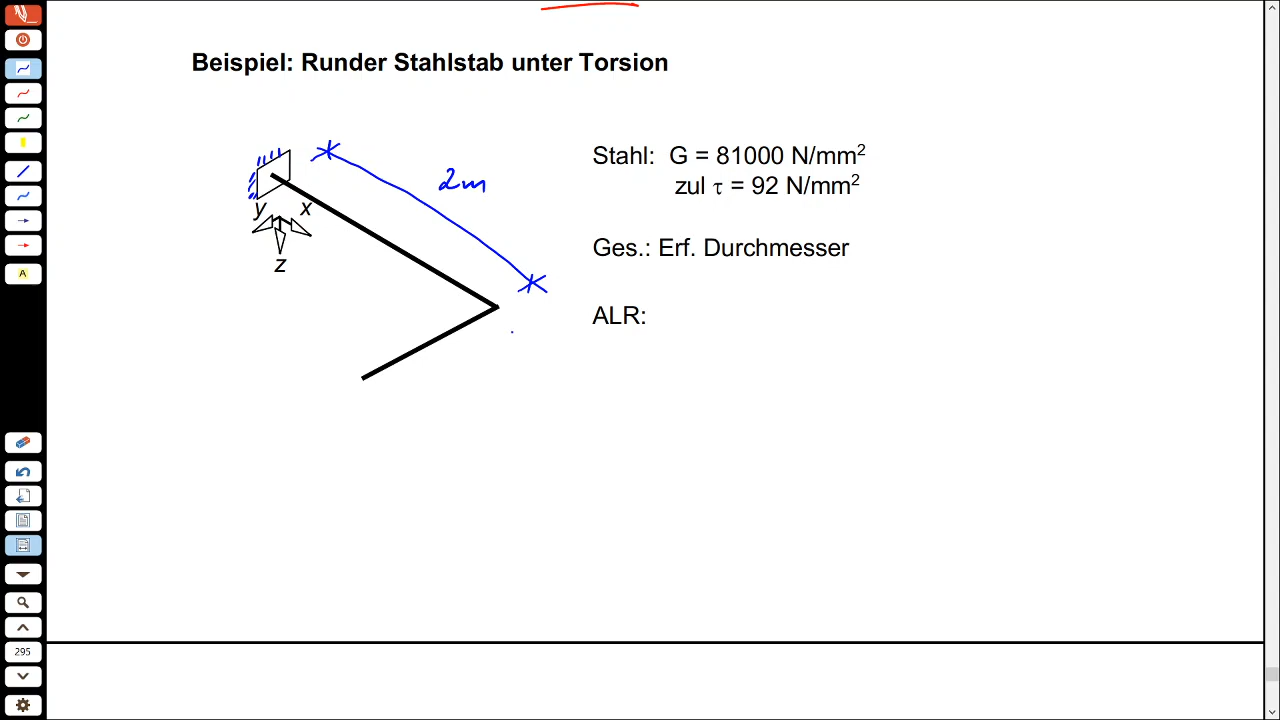 Beispiel: Runder Stahlstab unter Torsion
2m
Stahl: G = 81000 N/mm²
zul τ = 92 N/mm²
y x
z
Ges.: Erf. Durchmesser
ALR:
A
295